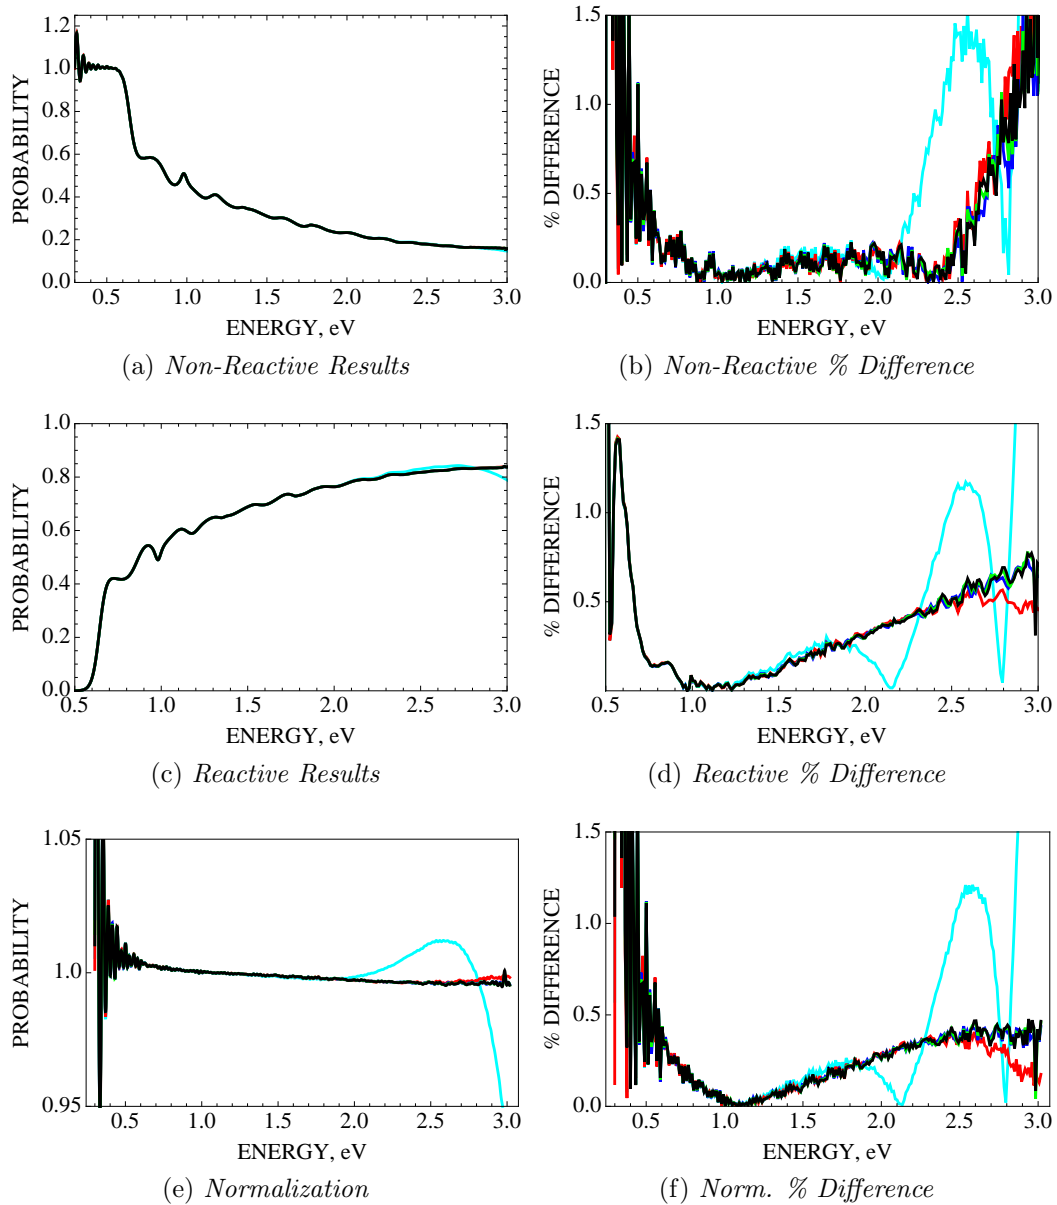 PROBABILITY
1.2
1.0
0.8
0.6
0.4
0.2
0.0
0.5 1.0 1.5 2.0 2.5 3.0
ENERGY, eV
(a) Non-Reactive Results
% DIFFERENCE
1.5
1.0
0.5
0.0
0.5 1.0 1.5 2.0 2.5 3.0
ENERGY, eV
(b) Non-Reactive % Difference
PROBABILITY
1.0
0.8
0.6
0.4
0.2
0.0
0.5 1.0 1.5 2.0 2.5 3.0
ENERGY, eV
(c) Reactive Results
% DIFFERENCE
1.5
1.0
0.5
0.5 1.0 1.5 2.0 2.5 3.0
ENERGY, eV
(d) Reactive % Difference
PROBABILITY
1.05
1.0
0.95
0.5 1.0 1.5 2.0 2.5 3.0
ENERGY, eV
(e) Normalization
% DIFFERENCE
1.5
1.0
0.5
0.0
0.5 1.0 1.5 2.0 2.5 3.0
ENERGY, eV
(f) Norm. % Difference